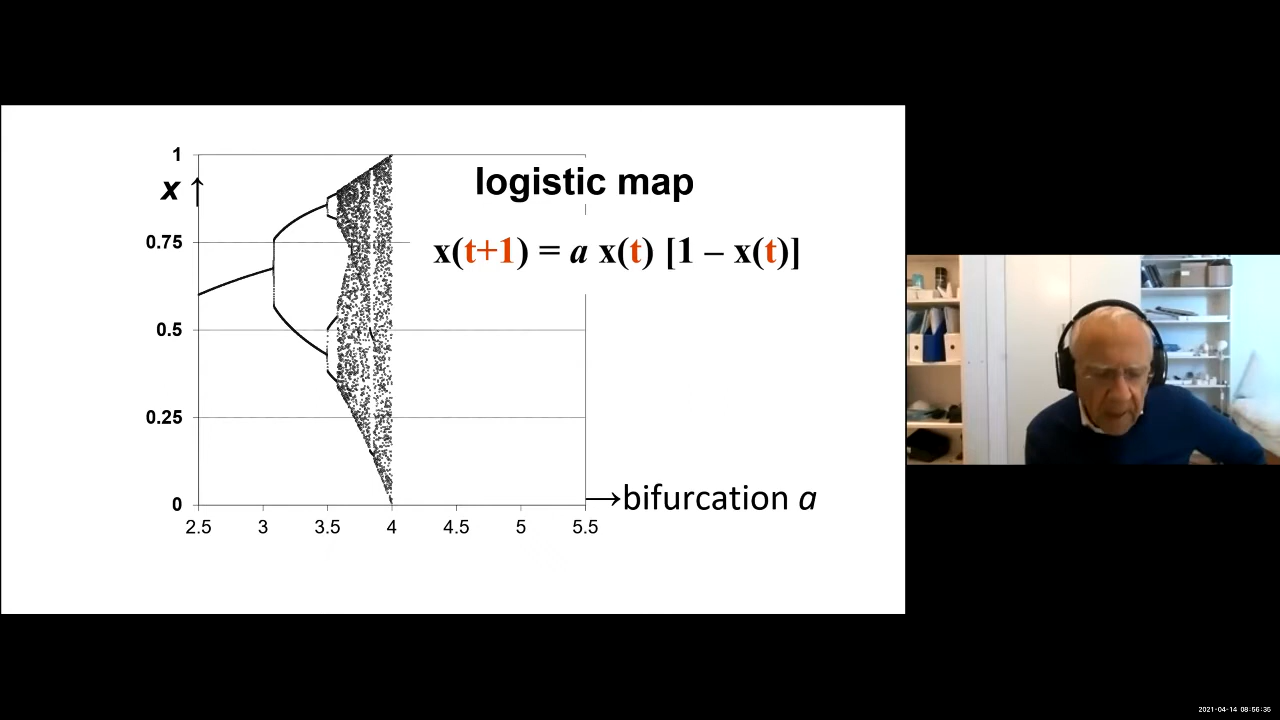 logistic map
x(t+1) = a x(t) [1 – x(t)]
1
x ↑
0.75
0.5
0.25
0
2.5 3 3.5 4 4.5 5 5.5
→bifurcation a
2021-04-14 08:56:35